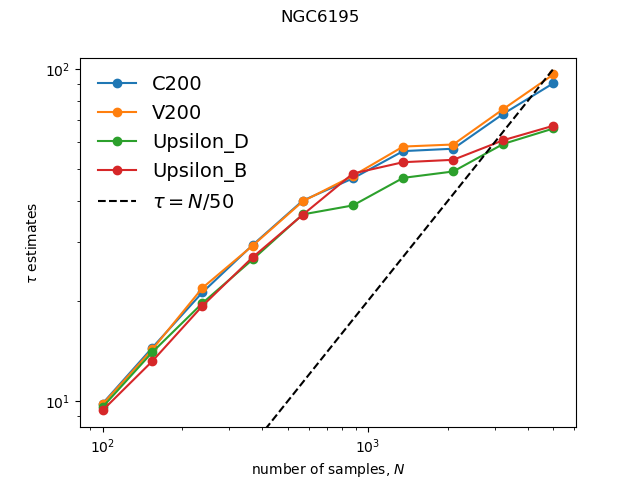 NGC6195
10²
C200
V200
Upsilon_D
Upsilon_B
τ = N/50
τ estimates
10¹
10² 10³
number of samples, N